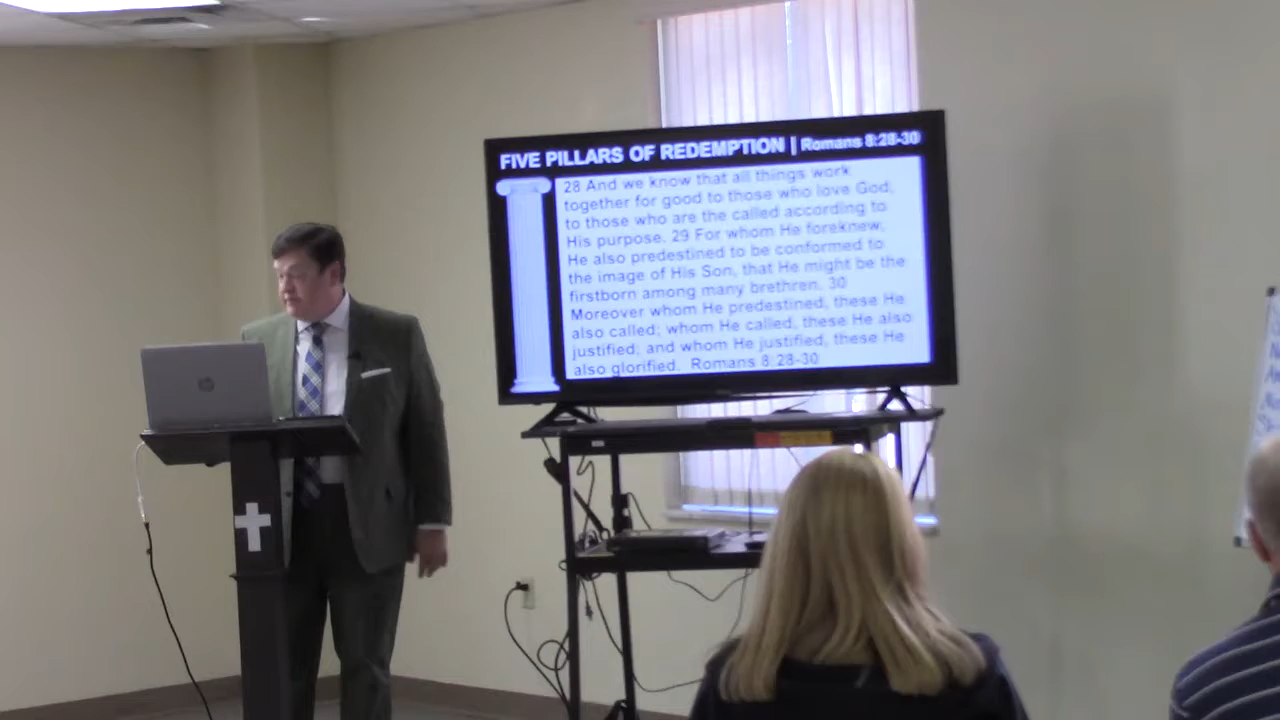 FIVE PILLARS OF REDEMPTION | Romans 8:28-30
28 And we know that all things work
together for good to those who love God,
to those who are the called according to
His purpose. 29 For whom He foreknew,
He also predestined to be conformed to
the image of His Son, that He might be the
firstborn among many brethren. 30
Moreover whom He predestined, these He
also called; whom He called, these He also
justified; and whom He justified, these He
also glorified. Romans 8:28-30
hp